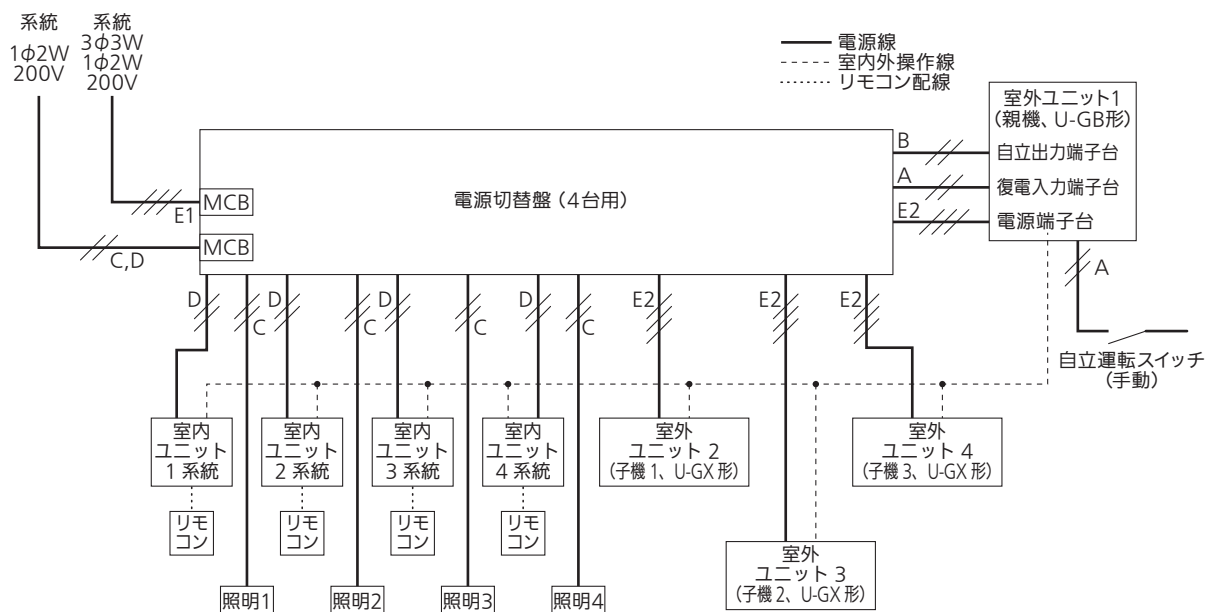 系統
1φ2W
200V
系統
3φ3W
1φ2W
200V
電源線
室内外操作線
リモコン配線
室外ユニット1
(親機、U-GB形)
自立出力端子台
復電入力端子台
電源端子台
B
A
E2
電源切替盤(4台用)
MCB
E1
MCB
C,D
A
自立運転スイッチ
(手動)
D
C
D
C
D
C
D
C
E2
E2
E2
室内
ユニット
1系統
室内
ユニット
2系統
室内
ユニット
3系統
室内
ユニット
4系統
室外
ユニット 2
(子機1、U-GX形)
室外
ユニット 4
(子機3、U-GX形)
リモ
コン
リモ
コン
リモ
コン
リモ
コン
室外
ユニット 3
(子機2、U-GX形)
照明1
照明2
照明3
照明4